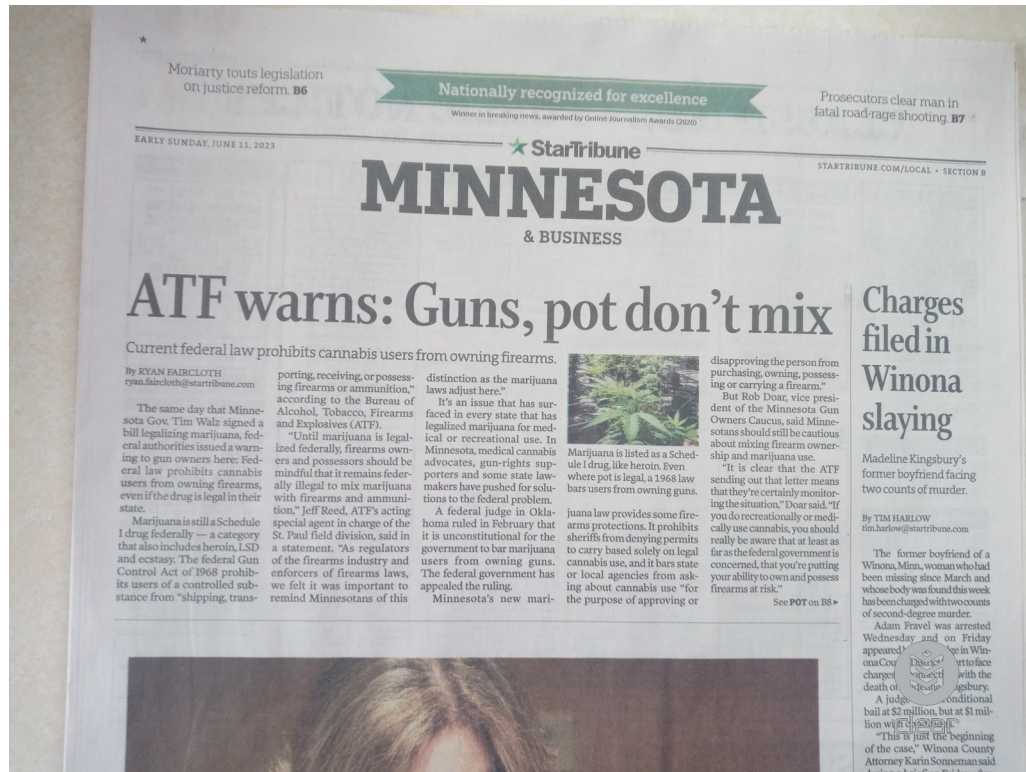 Moriarty touts legislation
on justice reform. B6
Nationally recognized for excellence
Winner in breaking news, awarded by Online Journalism Awards (2020)
Prosecutors clear man in
fatal road-rage shooting. B7
EARLY SUNDAY, JUNE 11, 2023
StarTribune
STARTRIBUNE.COM/LOCAL • SECTION B
MINNESOTA
& BUSINESS
ATF warns: Guns, pot don't mix
Current federal law prohibits cannabis users from owning firearms.
By RYAN FAIRCLOTH
ryan.faircloth@startribune.com
The same day that Minne-
sota Gov. Tim Walz signed a
bill legalizing marijuana, fed-
eral authorities issued a warn-
ing to gun owners here: Fed-
eral law prohibits cannabis
users from owning firearms,
even if the drug is legal in their
state.
Marijuana is still a Schedule
I drug federally — a category
that also includes heroin, LSD
and ecstasy. The federal Gun
Control Act of 1968 prohib-
its users of a controlled sub-
stance from "shipping, trans-
porting, receiving, or possess-
ing firearms or ammunition,"
according to the Bureau of
Alcohol, Tobacco, Firearms
and Explosives (ATF).
"Until marijuana is legal-
ized federally, firearms own-
ers and possessors should be
mindful that it remains feder-
ally illegal to mix marijuana
with firearms and ammuni-
tion," Jeff Reed, ATF's acting
special agent in charge of the
St. Paul field division, said in
a statement. "As regulators
of the firearms industry and
enforcers of firearms laws,
we felt it was important to
remind Minnesotans of this
distinction as the marijuana
laws adjust here."
It's an issue that has sur-
faced in every state that has
legalized marijuana for med-
ical or recreational use. In
Minnesota, medical cannabis
advocates, gun-rights sup-
porters and some state law-
makers have pushed for solu-
tions to the federal problem.
A federal judge in Okla-
homa ruled in February that
it is unconstitutional for the
government to bar marijuana
users from owning guns.
The federal government has
appealed the ruling.
Minnesota's new mari-
Marijuana is listed as a Sched-
ule I drug, like heroin. Even
where pot is legal, a 1968 law
bars users from owning guns.
juana law provides some fire-
arms protections. It prohibits
sheriffs from denying permits
to carry based solely on legal
cannabis use, and it bars state
or local agencies from ask-
ing about cannabis use "for
the purpose of approving or
disapproving the person from
purchasing, owning, possess-
ing or carrying a firearm."
But Rob Doar, vice presi-
dent of the Minnesota Gun
Owners Caucus, said Minne-
sotans should still be cautious
about mixing firearm owner-
ship and marijuana use.
"It is clear that the ATF
sending out that letter means
that they're certainly monitor-
ing the situation," Doar said. "If
you do recreationally or medi-
cally use cannabis, you should
really be aware that at least as
far as the federal government is
concerned, that you're putting
your ability to own and possess
firearms at risk."
See POT on B8 ▸
Charges
filed in
Winona
slaying
Madeline Kingsbury's
former boyfriend facing
two counts of murder.
By TIM HARLOW
tim.harlow@startribune.com
The former boyfriend of a
Winona, Minn., woman who had
been missing since March and
whose body was found this week
has been charged with two counts
of second-degree murder.
Adam Fravel was arrested
Wednesday and on Friday
appeared in Win-
ona Coun District rt to face
charges with the
death of
A judge onditional
bail at $2 million, but at $1 mil-
lion with
"This is just the beginning
of the case," Winona County
Attorney Karin Sonneman said
clear